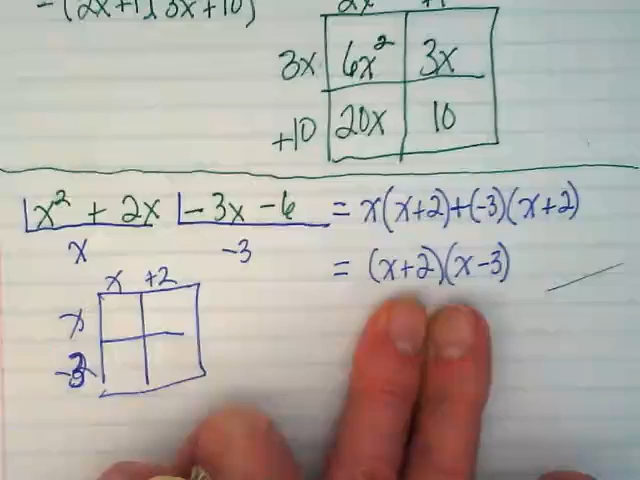 = (2x+1)(3x+10)
2x +1
3x 6x² 3x
+10 20x 10
x² + 2x - 3x - 6 = x(x+2)+(-3)(x+2)
x -3
= (x+2)(x-3)
x +2
x
-3